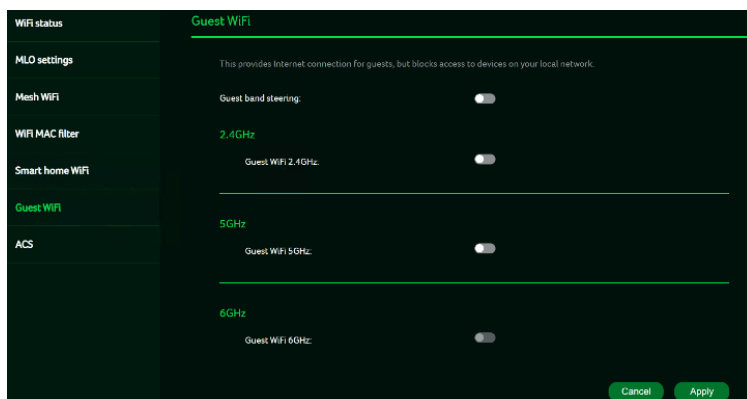 WiFi status
MLO settings
Mesh WiFi
WiFi MAC filter
Smart home WiFi
Guest WiFi
ACS
Guest WiFi
This provides Internet connection for guests, but blocks access to devices on your local network.
Guest band steering:
2.4GHz
Guest WiFi 2.4GHz:
5GHz
Guest WiFi 5GHz:
6GHz
Guest WiFi 6GHz:
Cancel Apply